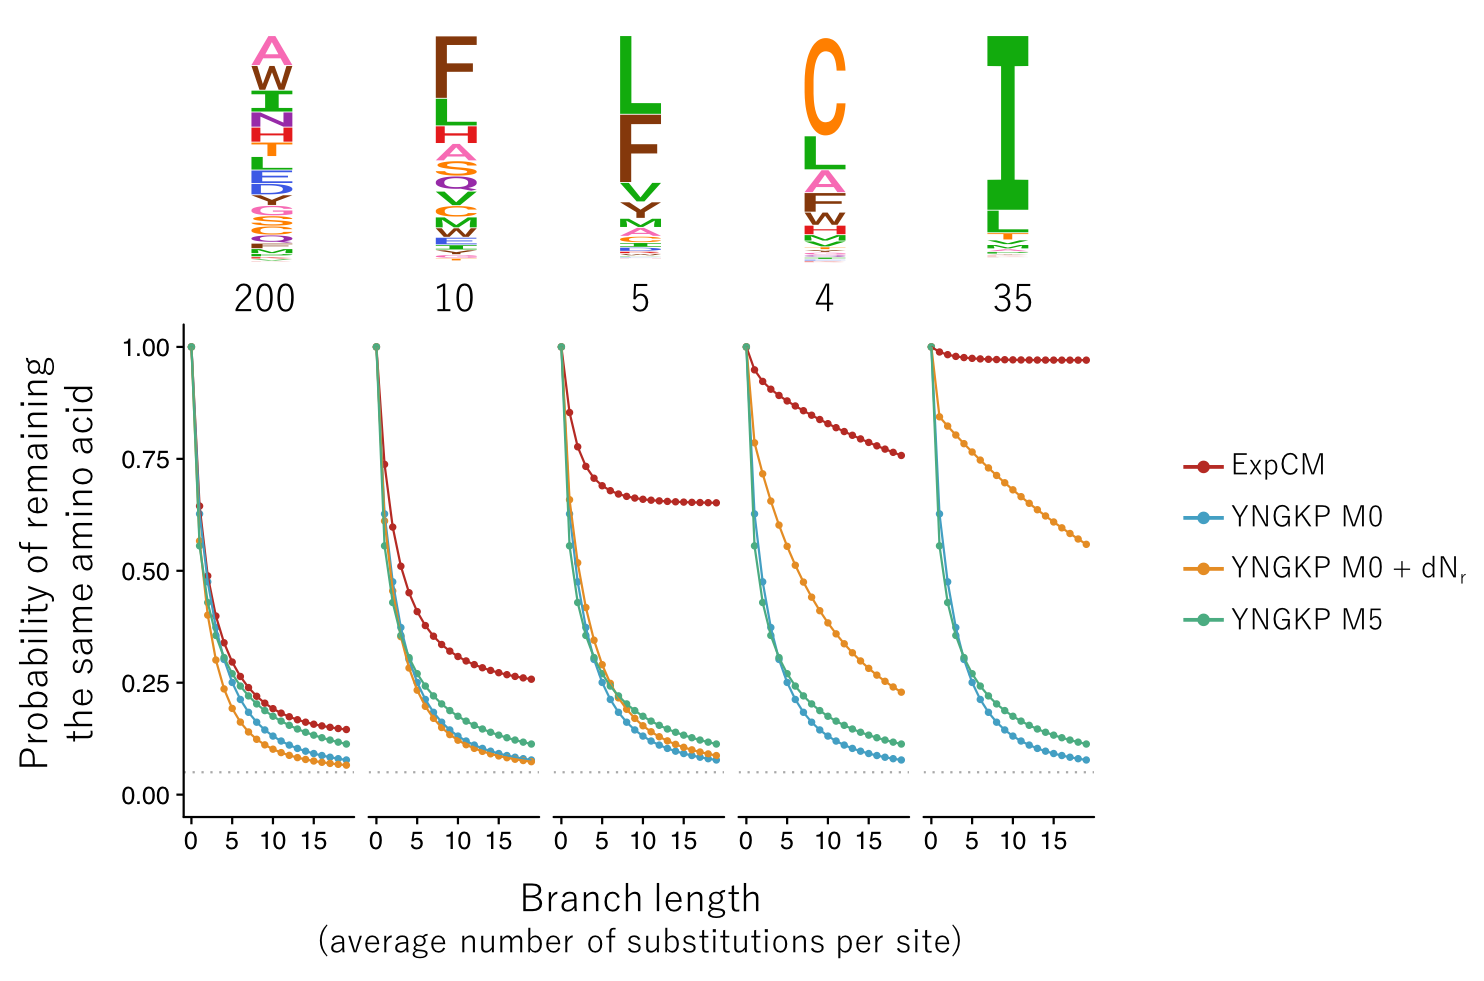 A F L C I
W L F L L
I H V A
N A Y F
H S M W
T Q A H
L V
E C
D M
Y W
G
S
C
Q
200 10 5 4 35
Probability of remaining
the same amino acid
1.00
0.75
0.50
0.25
0.00
0 5 10 15 0 5 10 15 0 5 10 15 0 5 10 15 0 5 10 15
Branch length
(average number of substitutions per site)
ExpCM
YNGKP M0
YNGKP M0 + dNr
YNGKP M5